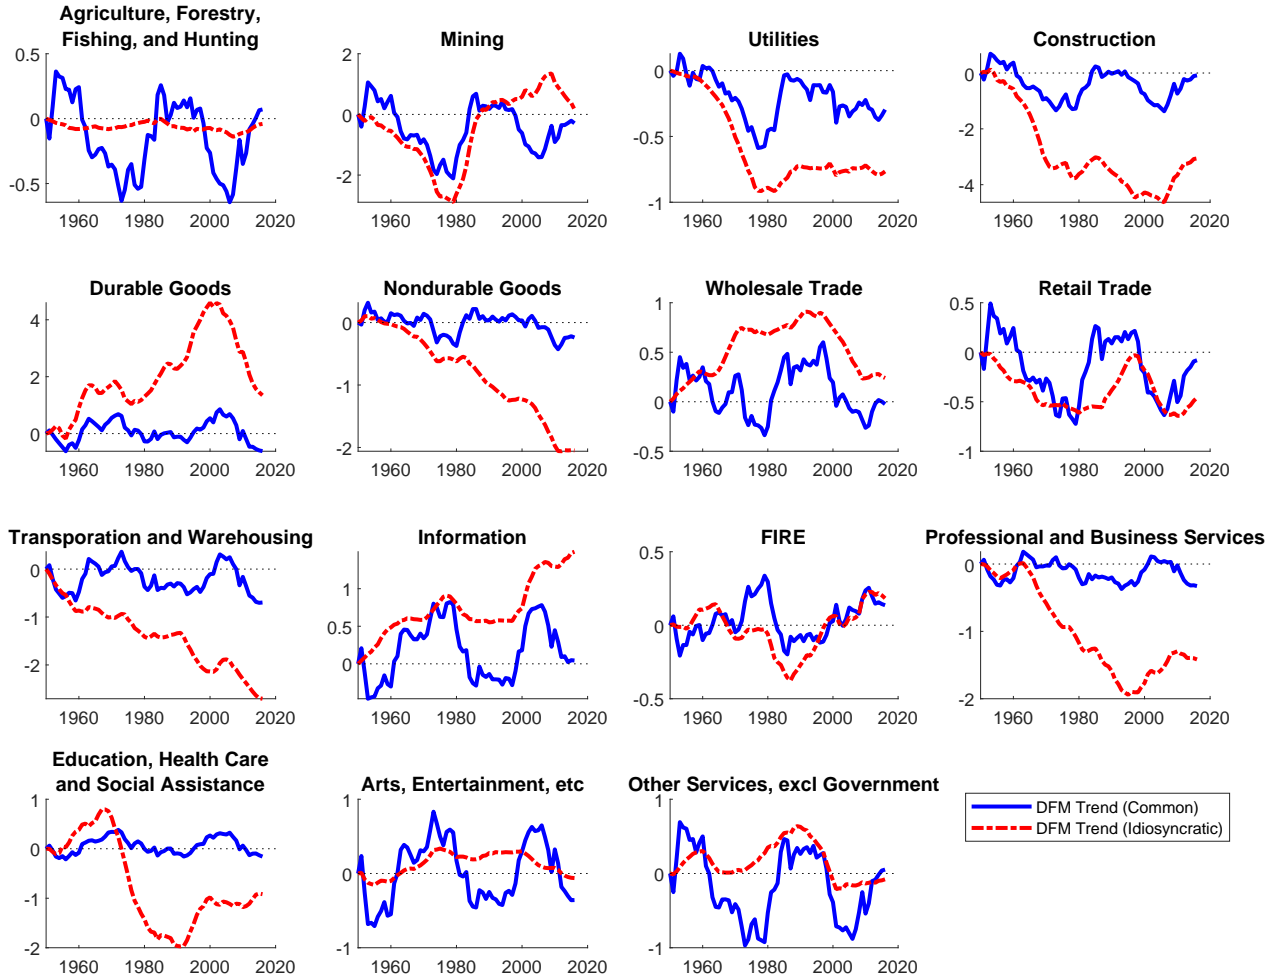 Agriculture, Forestry,
Fishing, and Hunting
Mining
Utilities
Construction
0.5
0
-0.5
1960 1980 2000 2020
2
0
-2
1960 1980 2000 2020
0
-0.5
-1
1960 1980 2000 2020
0
-2
-4
1960 1980 2000 2020
Durable Goods
Nondurable Goods
Wholesale Trade
Retail Trade
4
2
0
1960 1980 2000 2020
0
-1
-2
1960 1980 2000 2020
1
0.5
0
-0.5
1960 1980 2000 2020
0.5
0
-0.5
-1
1960 1980 2000 2020
Transporation and Warehousing
Information
FIRE
Professional and Business Services
0
-1
-2
1960 1980 2000 2020
1
0.5
0
1960 1980 2000 2020
0.5
0
-0.5
1960 1980 2000 2020
0
-1
-2
1960 1980 2000 2020
Education, Health Care
and Social Assistance
Arts, Entertainment, etc
Other Services, excl Government
1
0
-1
-2
1960 1980 2000 2020
1
0
-1
1960 1980 2000 2020
1
0
-1
1960 1980 2000 2020
DFM Trend (Common)
DFM Trend (Idiosyncratic)